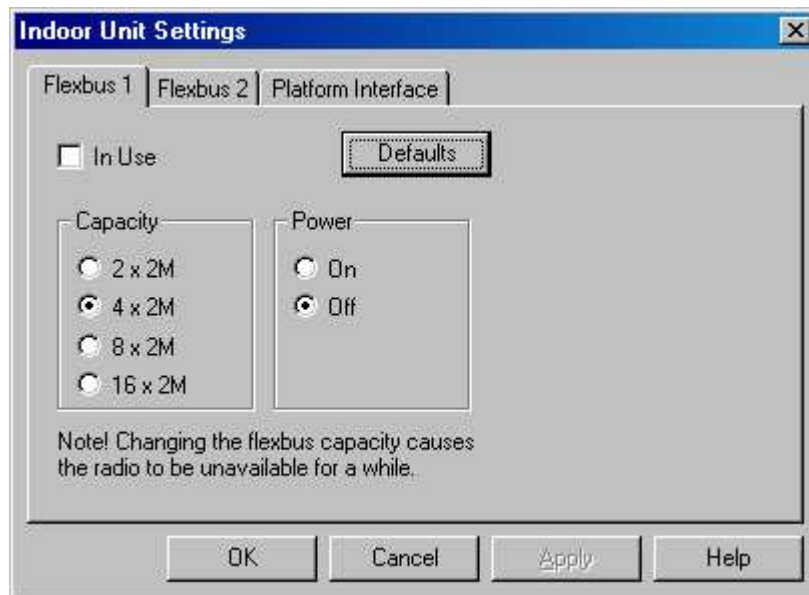 Indoor Unit Settings
Flexbus 1
Flexbus 2
Platform Interface
In Use
Defaults
Capacity
2 x 2M
4 x 2M
8 x 2M
16 x 2M
Power
On
Off
Note! Changing the flexbus capacity causes
the radio to be unavailable for a while.
OK
Cancel
Apply
Help